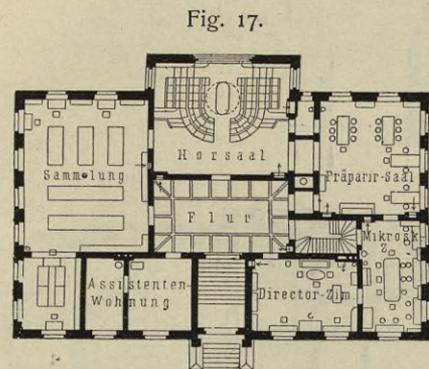 Fig. 17.
Hörsaal
Sammlung
Präparir-Saal
Flur
Mikrosk.
Z.
Assistenten-
Wohnung
Director-Zim.